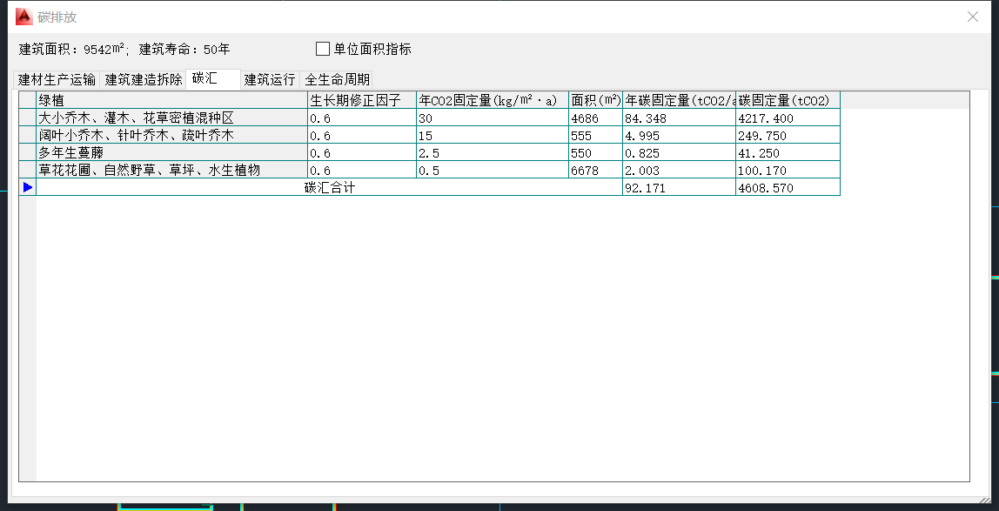 碳排放
建筑面积：9542㎡；建筑寿命：50年 单位面积指标
建材生产运输 建筑建造拆除 碳汇 建筑运行 全生命周期
绿植 生长期修正因子 年CO2固定量(kg/㎡·a) 面积(㎡) 年碳固定量(tCO2/a 碳固定量(tCO2)
大小乔木、灌木、花草密植混种区 0.6 30 4686 84.348 4217.400
阔叶小乔木、针叶乔木、疏叶乔木 0.6 15 555 4.995 249.750
多年生蔓藤 0.6 2.5 550 0.825 41.250
草花花圃、自然野草、草坪、水生植物 0.6 0.5 6678 2.003 100.170
碳汇合计 92.171 4608.570